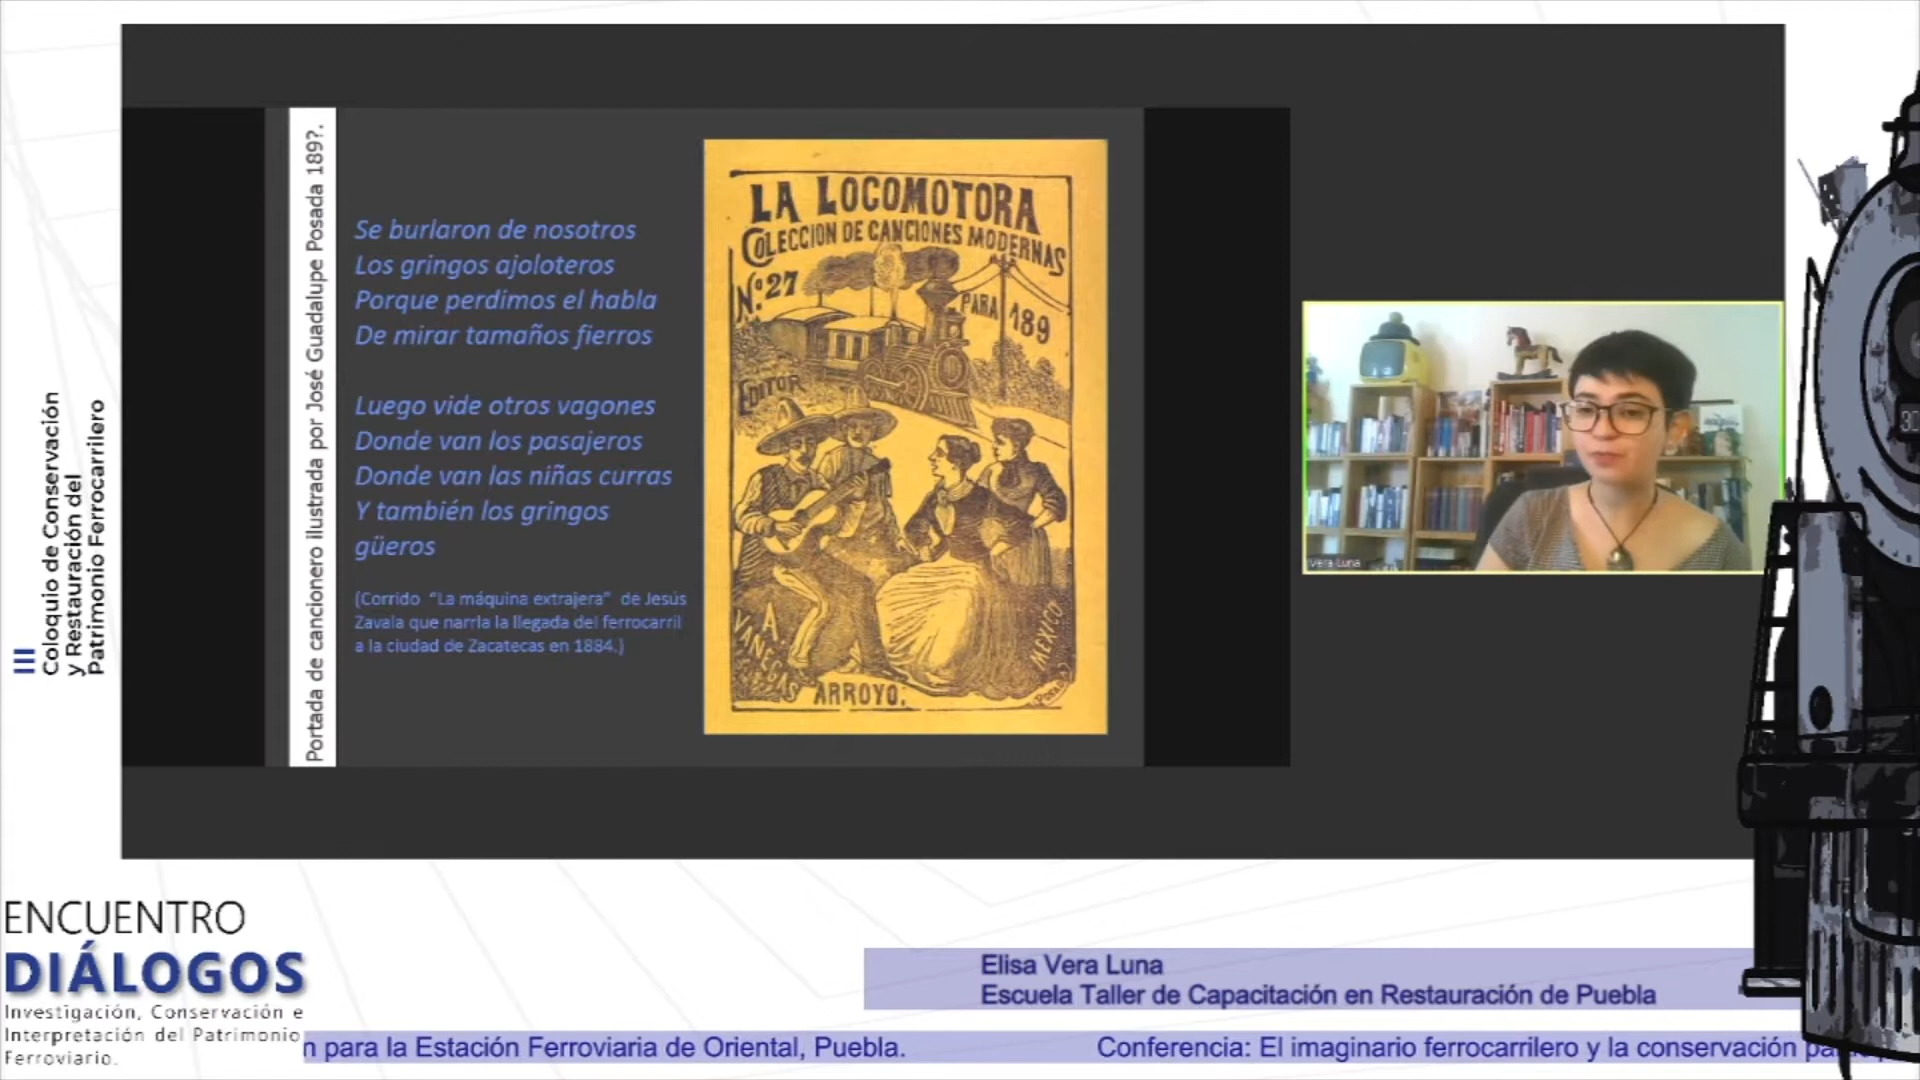 III
Coloquio de Conservación
y Restauración del
Patrimonio Ferrocarrilero
Portada de cancionero ilustrada por José Guadalupe Posada 189?.
Se burlaron de nosotros
Los gringos ajoloteros
Porque perdimos el habla
De mirar tamaños fierros
Luego vide otros vagones
Donde van los pasajeros
Donde van las niñas curras
Y también los gringos
güeros
(Corrido “La máquina extrajera” de Jesús
Zavala que narria la llegada del ferrocarril
a la ciudad de Zacatecas en 1884.)
LA LOCOMOTORA
COLECCION DE CANCIONES MODERNAS
Nº. 27
PARA 189
EDITOR
A
VANEGAS
ARROYO.
MEXICO
POSADA
Vera Luna
30
ENCUENTRO
DIÁLOGOS
Investigación, Conservación e
Interpretación del Patrimonio
Ferroviario.
Elisa Vera Luna
Escuela Taller de Capacitación en Restauración de Puebla
n para la Estación Ferroviaria de Oriental, Puebla.
Conferencia: El imaginario ferrocarrilero y la conservación